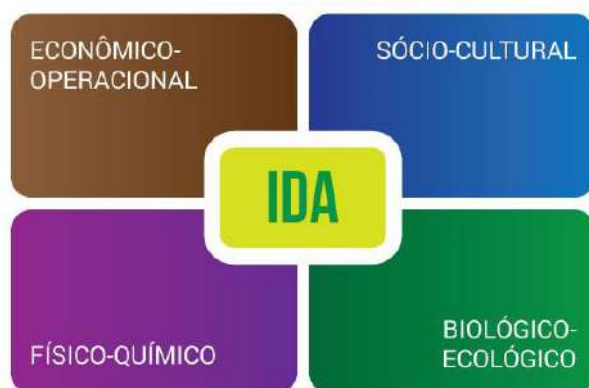 ECONÔMICO-
OPERACIONAL
SÓCIO-CULTURAL
IDA
FÍSICO-QUÍMICO
BIOLÓGICO-
ECOLÓGICO